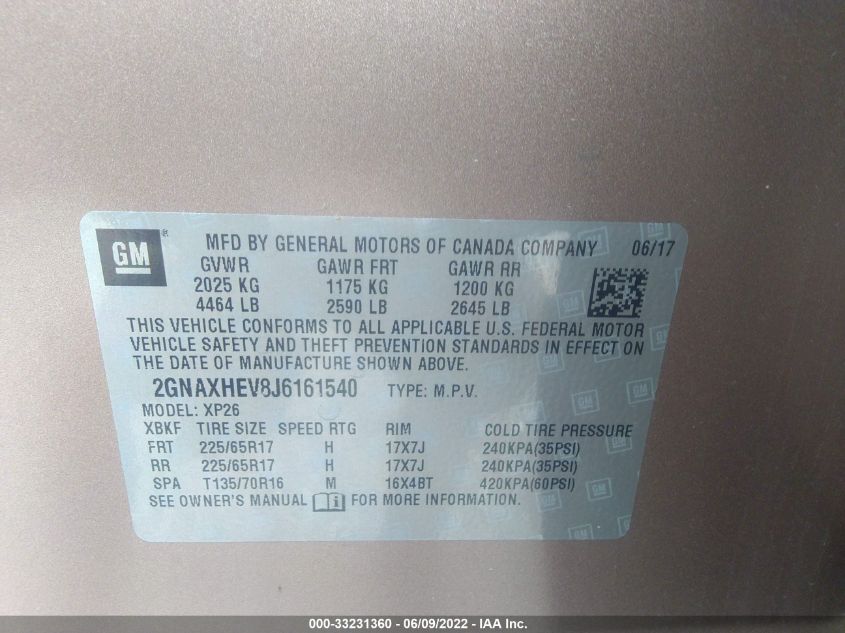 GM ® MFD BY GENERAL MOTORS OF CANADA COMPANY 06/17
GVWR GAWR FRT GAWR RR
2025 KG 1175 KG 1200 KG
4464 LB 2590 LB 2645 LB
THIS VEHICLE CONFORMS TO ALL APPLICABLE U.S. FEDERAL MOTOR
VEHICLE SAFETY AND THEFT PREVENTION STANDARDS IN EFFECT ON
THE DATE OF MANUFACTURE SHOWN ABOVE.
2GNAXHEV8J6161540 TYPE: M.P.V.
MODEL: XP26
XBKF TIRE SIZE SPEED RTG RIM COLD TIRE PRESSURE
FRT 225/65R17 H 17X7J 240KPA(35PSI)
RR 225/65R17 H 17X7J 240KPA(35PSI)
SPA T135/70R16 M 16X4BT 420KPA(60PSI)
SEE OWNER'S MANUAL FOR MORE INFORMATION.
000-33231360 - 06/09/2022 - IAA Inc.